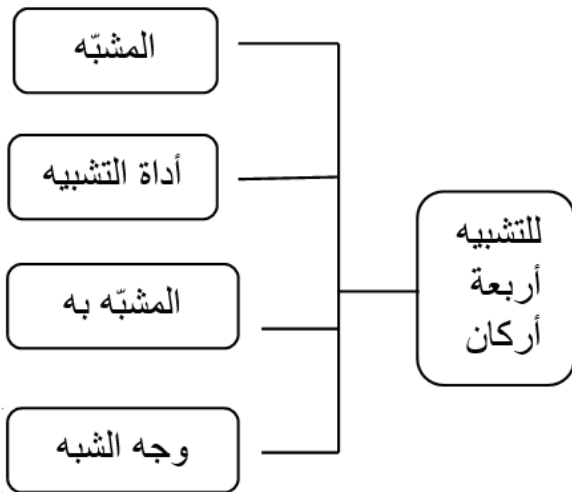 للتشبيه
أربعة
أركان
المشبّه
أداة التشبيه
المشبّه به
وجه الشبه